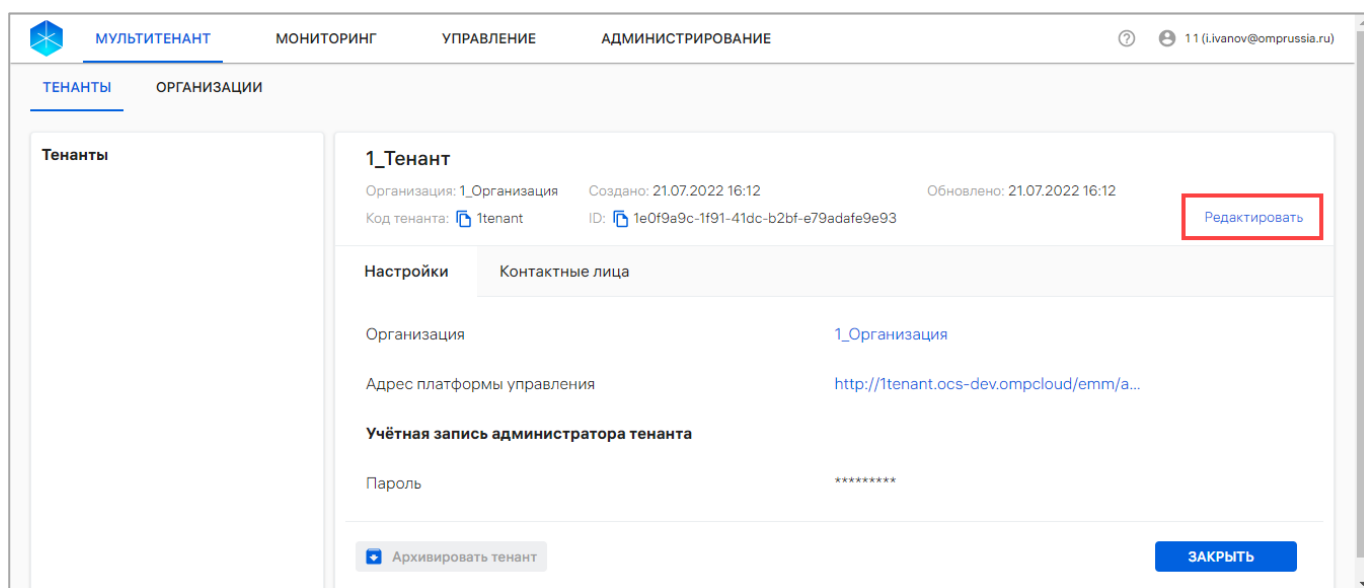 МУЛЬТИТЕНАНТ МОНИТОРИНГ УПРАВЛЕНИЕ АДМИНИСТРИРОВАНИЕ ? 11 (i.ivanov@omprussia.ru)
ТЕНАНТЫ ОРГАНИЗАЦИИ
Тенанты
1_Тенант
Организация: 1_Организация Создано: 21.07.2022 16:12 Обновлено: 21.07.2022 16:12
Код тенанта: 1tenant ID: 1e0f9a9c-1f91-41dc-b2bf-e79adafe9e93 Редактировать
Настройки Контактные лица
Организация 1_Организация
Адрес платформы управления http://1tenant.ocs-dev.ompcloud/emm/a...
Учётная запись администратора тенанта
Пароль *********
Архивировать тенант ЗАКРЫТЬ